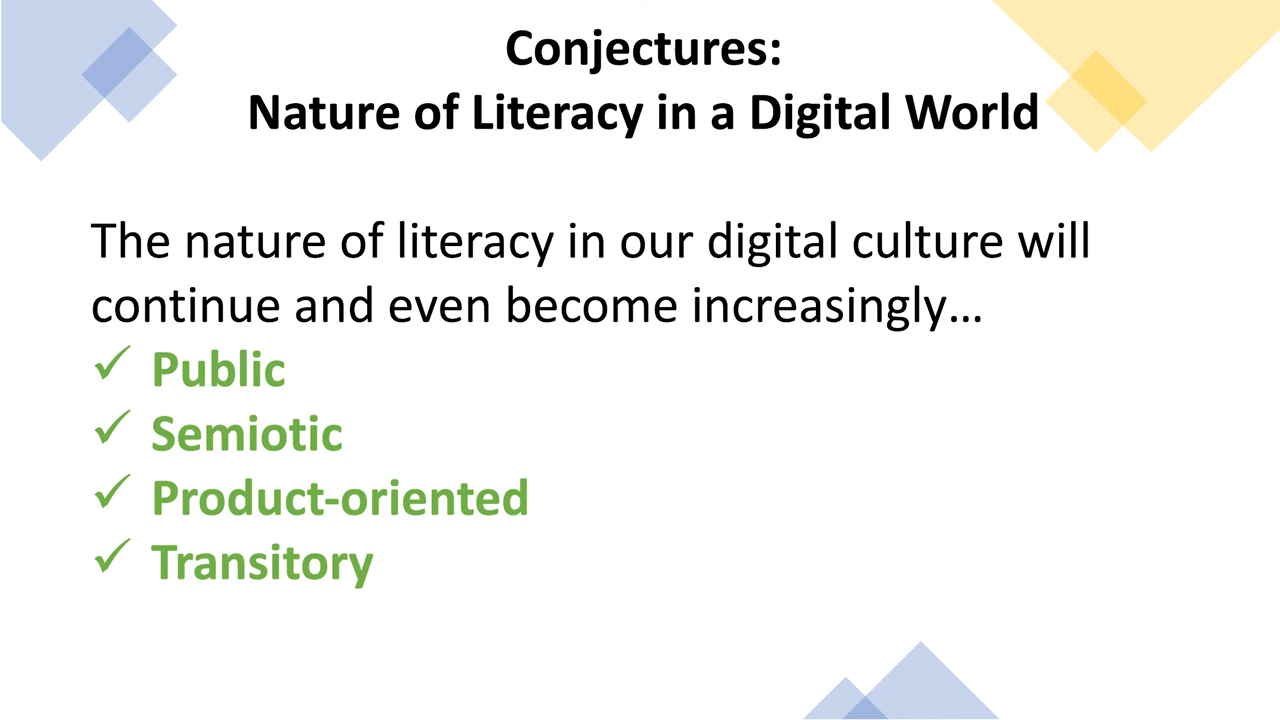 Conjectures:
Nature of Literacy in a Digital World
The nature of literacy in our digital culture will
continue and even become increasingly…
✓ Public
✓ Semiotic
✓ Product-oriented
✓ Transitory